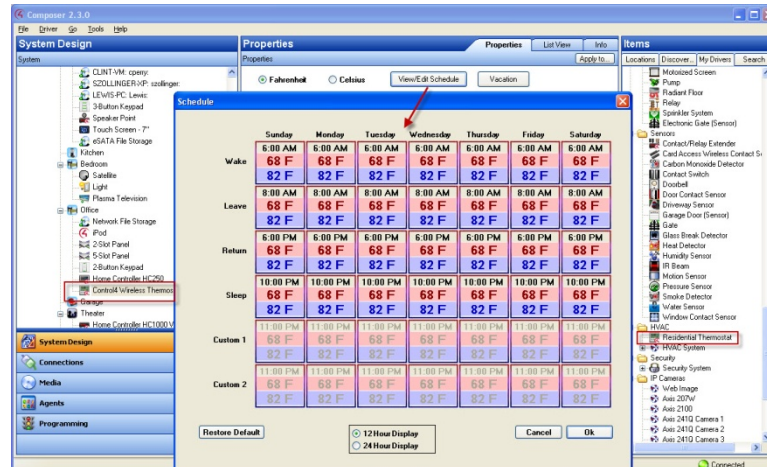 Composer 2.3.0
File Driver Go Tools Help
System Design
System
CLINT-VM: cperry:
SZOLLINGER-XP: szollinger:
LEWIS-PC: Lewis:
3-Button Keypad
Speaker Point
Touch Screen - 7"
eSATA File Storage
Kitchen
Bedroom
Satellite
Light
Plasma Television
Office
Network File Storage
iPod
2-Slot Panel
5-Slot Panel
2-Button Keypad
Home Controller HC250
Control4 Wireless Thermos
Garage
Theater
Home Controller HC1000 V
System Design
Connections
Media
Agents
Programming
Properties
Properties List View Info
Properties Apply to...
Fahrenheit Celsius View/Edit Schedule Vacation
Schedule
Sunday Monday Tuesday Wednesday Thursday Friday Saturday
6:00 AM 6:00 AM 6:00 AM 6:00 AM 6:00 AM 6:00 AM 6:00 AM
Wake 68 F 68 F 68 F 68 F 68 F 68 F 68 F
82 F 82 F 82 F 82 F 82 F 82 F 82 F
8:00 AM 8:00 AM 8:00 AM 8:00 AM 8:00 AM 8:00 AM 8:00 AM
Leave 68 F 68 F 68 F 68 F 68 F 68 F 68 F
82 F 82 F 82 F 82 F 82 F 82 F 82 F
6:00 PM 6:00 PM 6:00 PM 6:00 PM 6:00 PM 6:00 PM 6:00 PM
Return 68 F 68 F 68 F 68 F 68 F 68 F 68 F
82 F 82 F 82 F 82 F 82 F 82 F 82 F
10:00 PM 10:00 PM 10:00 PM 10:00 PM 10:00 PM 10:00 PM 10:00 PM
Sleep 68 F 68 F 68 F 68 F 68 F 68 F 68 F
82 F 82 F 82 F 82 F 82 F 82 F 82 F
11:00 PM 11:00 PM 11:00 PM 11:00 PM 11:00 PM 11:00 PM 11:00 PM
Custom 1 68 F 68 F 68 F 68 F 68 F 68 F 68 F
82 F 82 F 82 F 82 F 82 F 82 F 82 F
11:00 PM 11:00 PM 11:00 PM 11:00 PM 11:00 PM 11:00 PM 11:00 PM
Custom 2 68 F 68 F 68 F 68 F 68 F 68 F 68 F
82 F 82 F 82 F 82 F 82 F 82 F 82 F
Restore Default 12 Hour Display Cancel Ok
24 Hour Display
Items
Locations Discover... My Drivers Search
Motorized Screen
Pump
Radiant Floor
Relay
Sprinkler System
Electronic Gate (Sensor)
Sensors
Contact/Relay Extender
Card Access Wireless Contact S
Carbon Monoxide Detector
Contact Switch
Doorbell
Door Contact Sensor
Driveway Sensor
Garage Door (Sensor)
Gate
Glass Break Detector
Heat Detector
Humidity Sensor
IR Beam
Motion Sensor
Pressure Sensor
Smoke Detector
Water Sensor
Window Contact Sensor
HVAC
Residential Thermostat
HVAC System
Security
Security System
IP Cameras
Web Image
Axis 207W
Axis 2100
Axis 241Q Camera 1
Axis 241Q Camera 2
Axis 241Q Camera 3
Connected